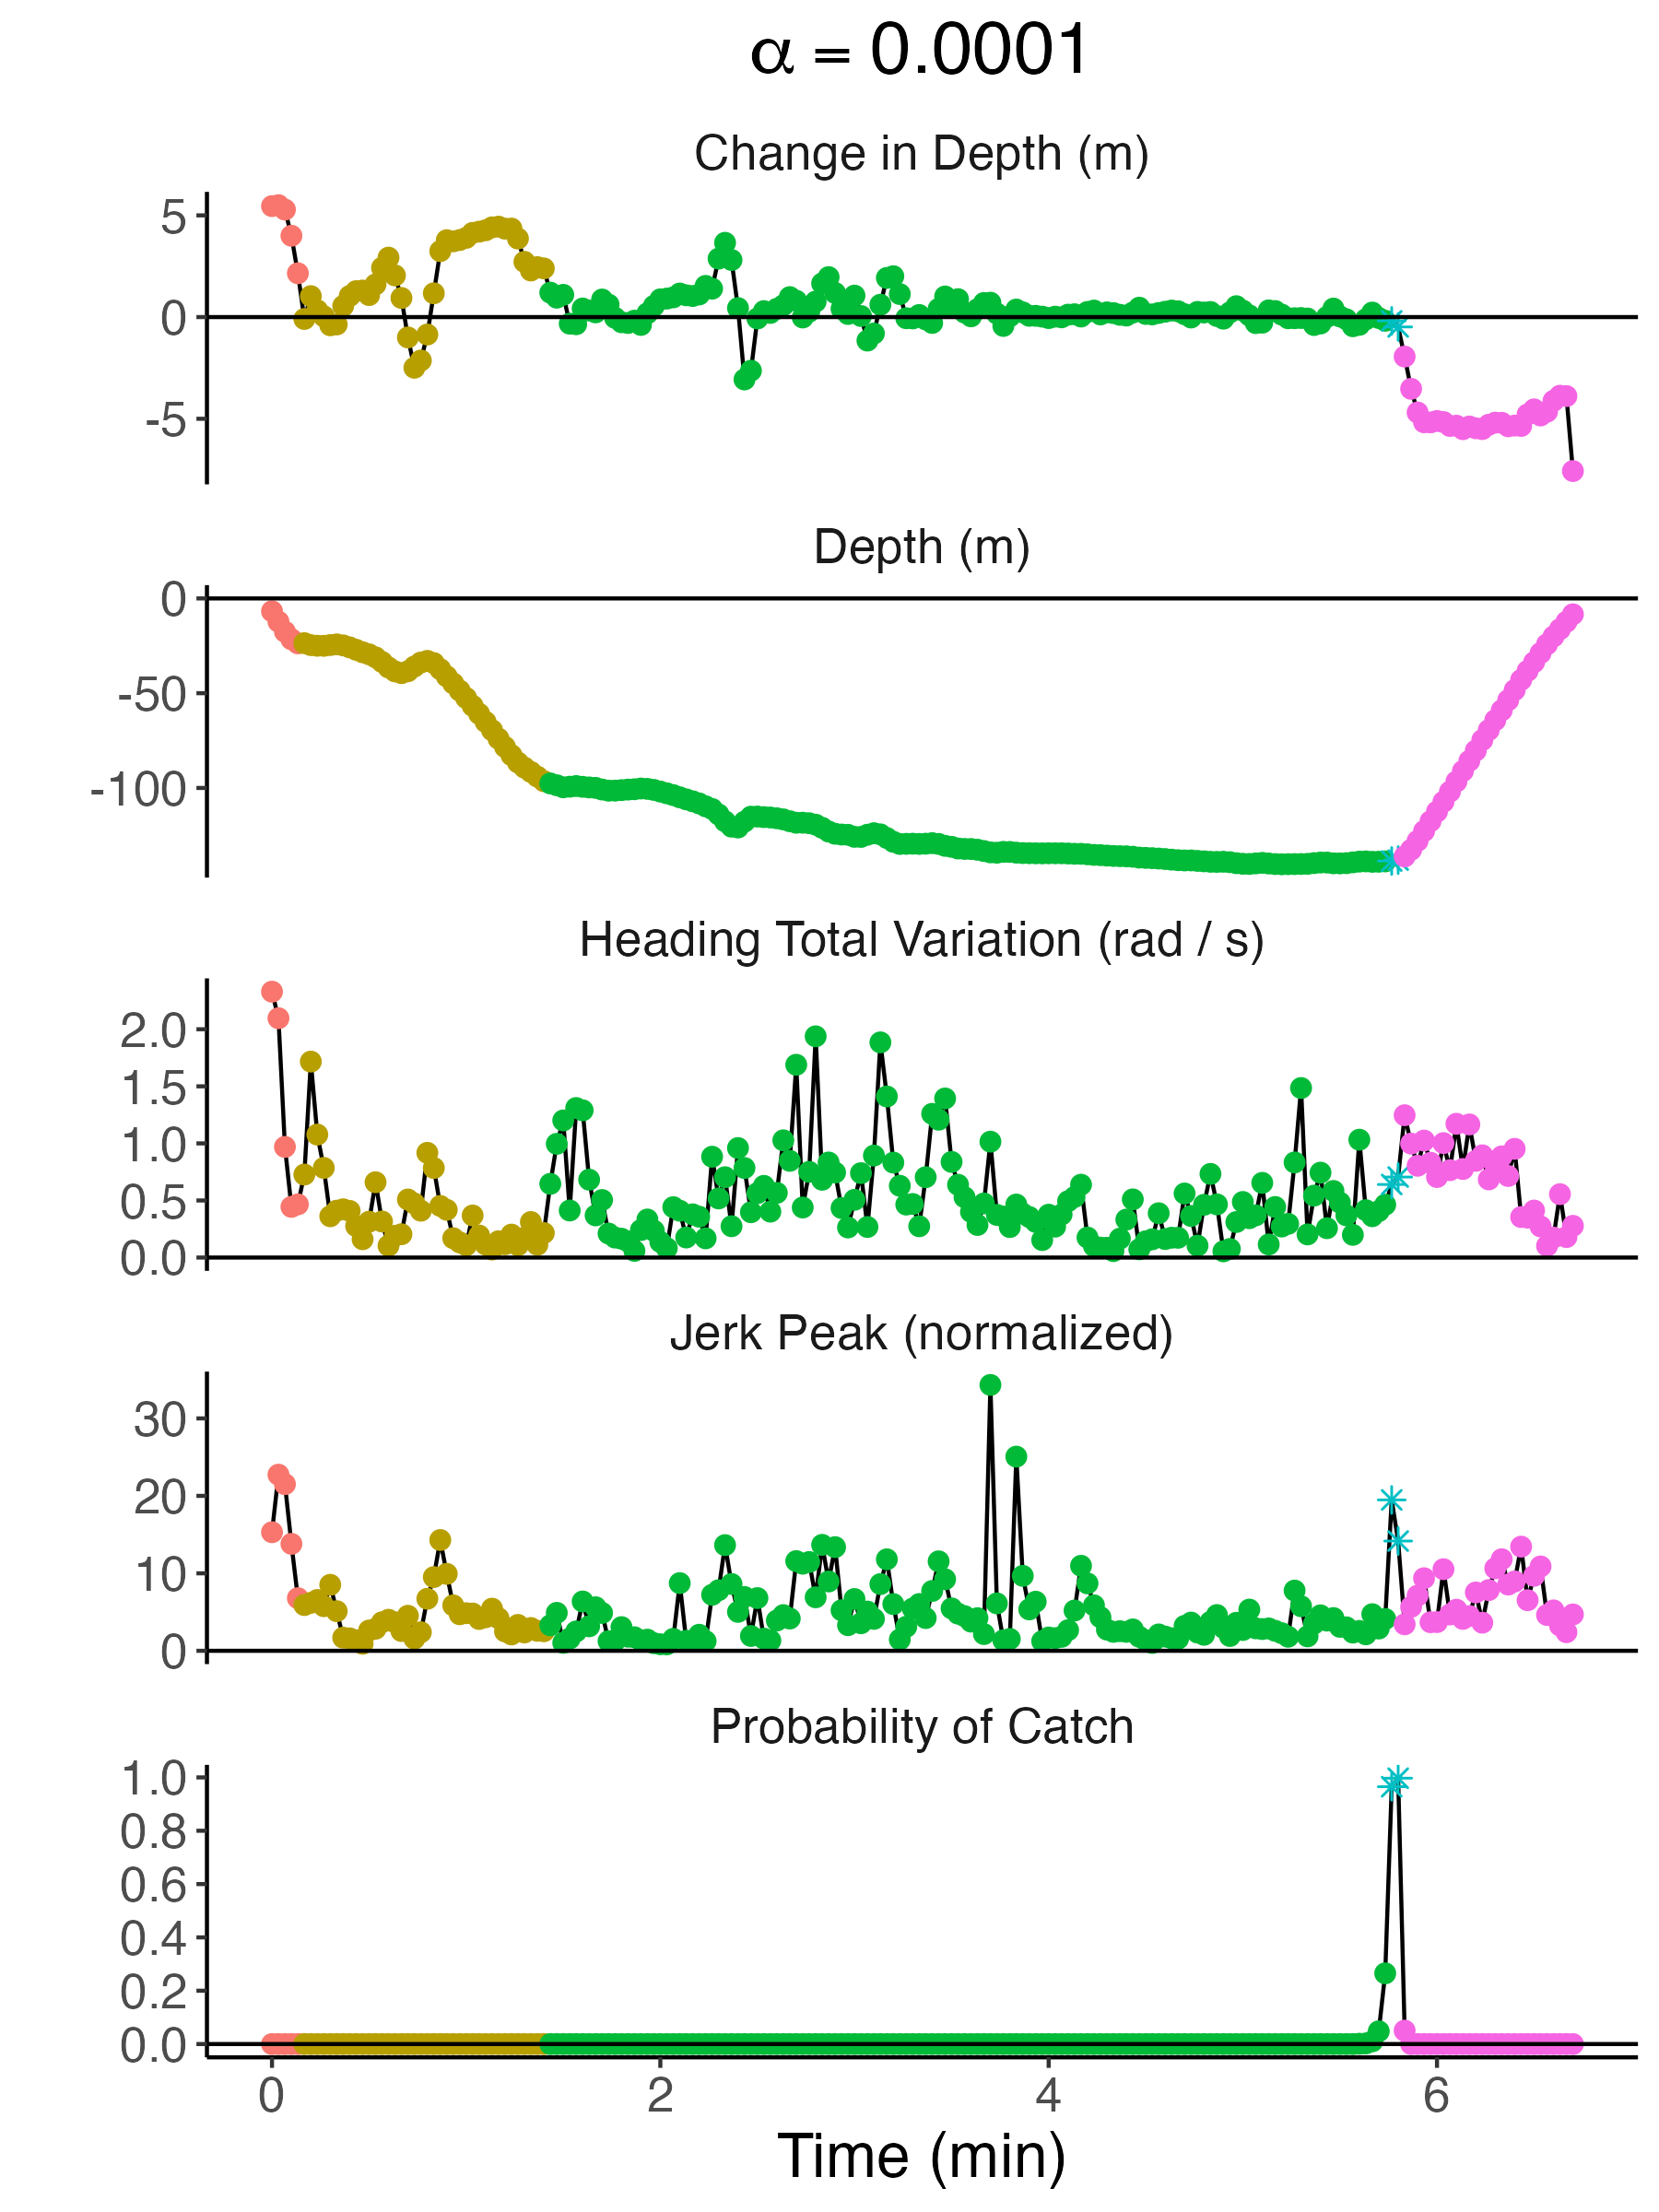 α = 0.0001
Change in Depth (m)
5
0
-5
Depth (m)
0
-50
-100
Heading Total Variation (rad / s)
2.0
1.5
1.0
0.5
0.0
Jerk Peak (normalized)
30
20
10
0
Probability of Catch
1.0
0.8
0.6
0.4
0.2
0.0
0 2 4 6
Time (min)